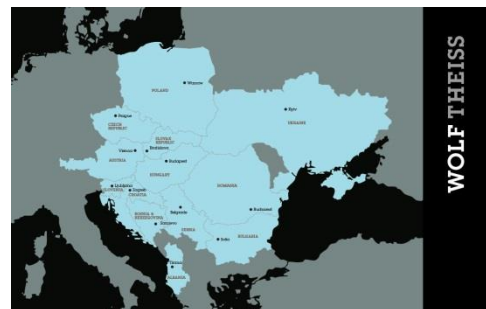 POLAND
Warsaw
Prague
CZECH
REPUBLIC
Kyiv
UKRAINE
SLOVAK
REPUBLIC
Bratislava
Vienna
AUSTRIA
Budapest
HUNGARY
Ljubljana
SLOVENIA
Zagreb
CROATIA
ROMANIA
Bucharest
BOSNIA &
HERZEGOVINA
Sarajevo
Belgrade
SERBIA
Sofia
BULGARIA
Tirana
ALBANIA
WOLF THEISS